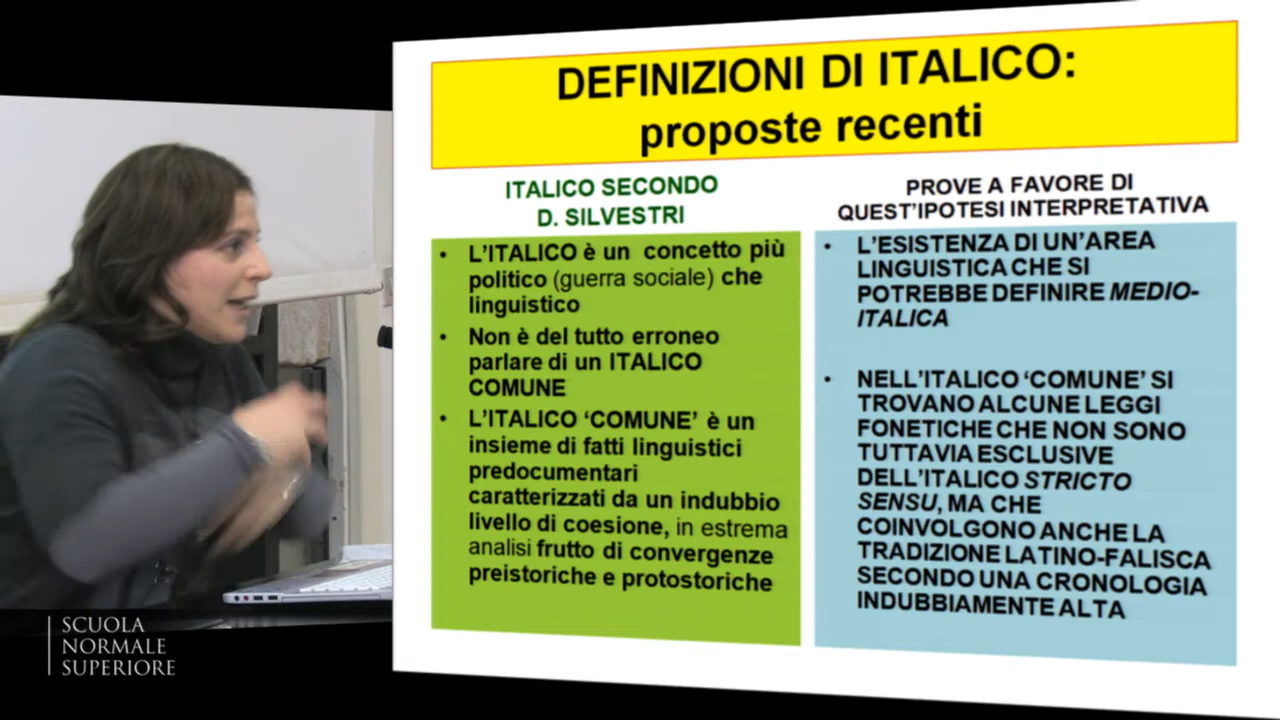 DEFINIZIONI DI ITALICO:
proposte recenti
ITALICO SECONDO
D. SILVESTRI
• L'ITALICO è un concetto più
politico (guerra sociale) che
linguistico
• Non è del tutto erroneo
parlare di un ITALICO
COMUNE
• L'ITALICO 'COMUNE' è un
insieme di fatti linguistici
predocumentari
caratterizzati da un indubbio
livello di coesione, in estrema
analisi frutto di convergenze
preistoriche e protostoriche
PROVE A FAVORE DI
QUEST'IPOTESI INTERPRETATIVA
• L'ESISTENZA DI UN'AREA
LINGUISTICA CHE SI
POTREBBE DEFINIRE MEDIO-
ITALICA
• NELL'ITALICO 'COMUNE' SI
TROVANO ALCUNE LEGGI
FONETICHE CHE NON SONO
TUTTAVIA ESCLUSIVE
DELL'ITALICO STRICTO
SENSU, MA CHE
COINVOLGONO ANCHE LA
TRADIZIONE LATINO-FALISCA
SECONDO UNA CRONOLOGIA
INDUBBIAMENTE ALTA
SCUOLA
NORMALE
SUPERIORE